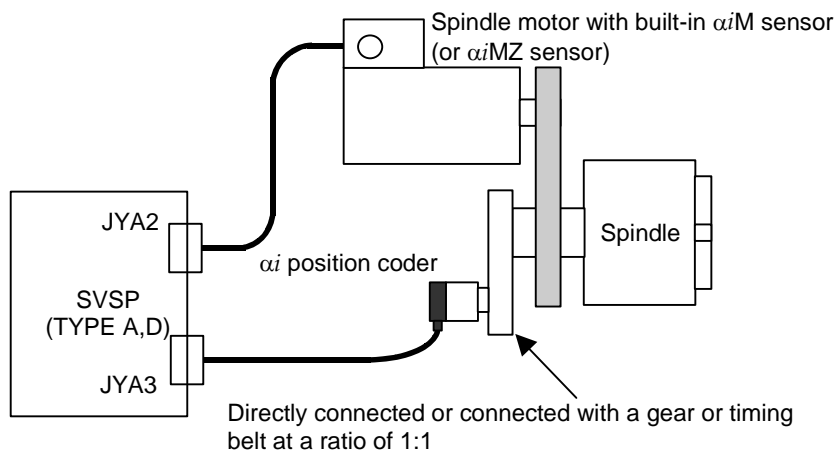 Spindle motor with built-in αiM sensor
(or αiMZ sensor)
JYA2
αi position coder
Spindle
SVSP
(TYPE A,D)
JYA3
Directly connected or connected with a gear or timing
belt at a ratio of 1:1